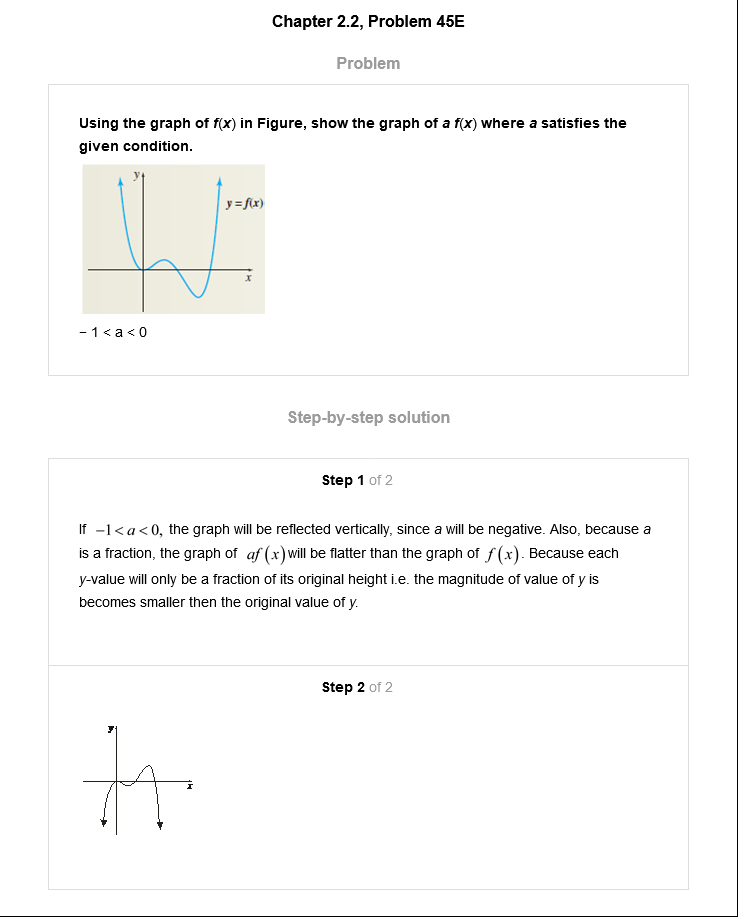 Chapter 2.2, Problem 45E
Problem
Using the graph of f(x) in Figure, show the graph of a f(x) where a satisfies the
given condition.
y
y = f(x)
x
– 1 < a < 0
Step-by-step solution
Step 1 of 2
If −1 < a < 0, the graph will be reflected vertically, since a will be negative. Also, because a
is a fraction, the graph of af(x) will be flatter than the graph of f(x). Because each
y-value will only be a fraction of its original height i.e. the magnitude of value of y is
becomes smaller then the original value of y.
Step 2 of 2
y
x